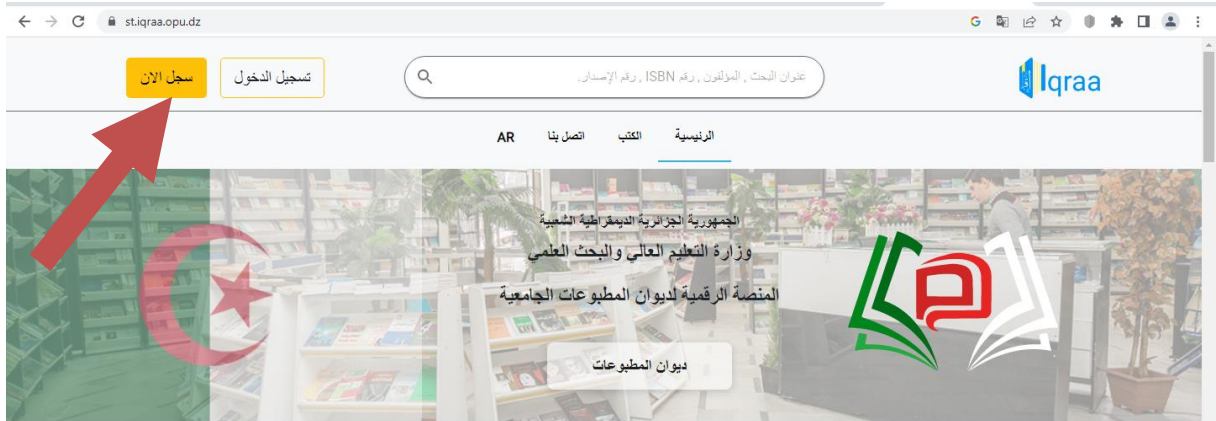 st.iqraa.opu.dz
Iqraa
عنوان البحث , المؤلفون , رقم ISBN , رقم الإصدار.
تسجيل الدخول
سجل الان
الرئيسية
الكتب
اتصل بنا
AR
الجمهورية الجزائرية الديمقراطية الشعبية
وزارة التعليم العالي والبحث العلمي
المنصة الرقمية لديوان المطبوعات الجامعية
ديوان المطبوعات